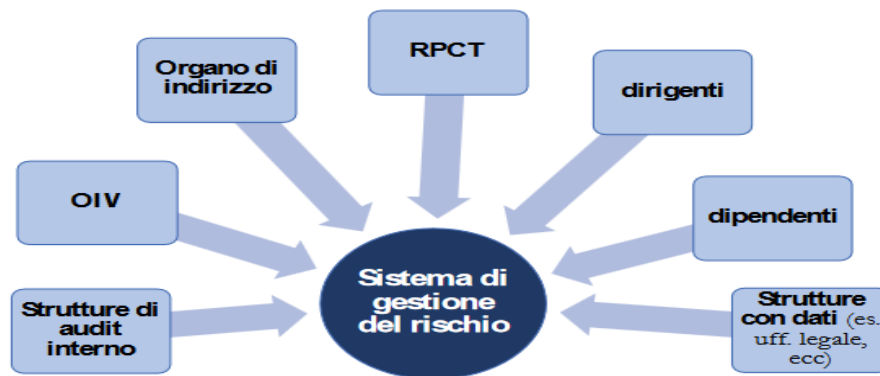 RPCT
Organo di
indirizzo
dirigenti
OIV
dipendenti
Sistema di
gestione
del rischio
Strutture di
audit
interno
Strutture
con dati (es.
uff. legale,
ecc)